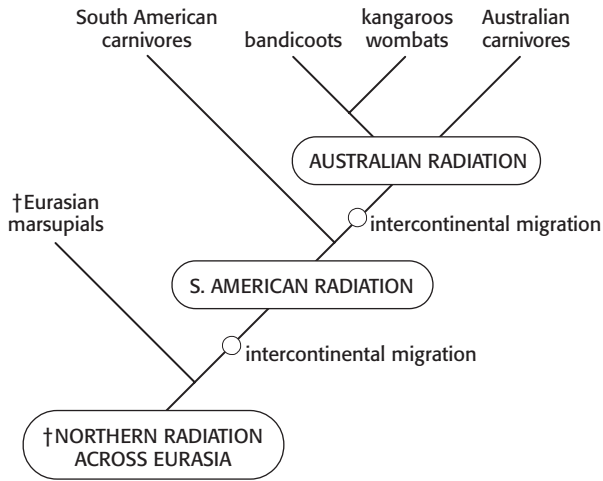 South American
carnivores
bandicoots
kangaroos
wombats
Australian
carnivores
AUSTRALIAN RADIATION
†Eurasian
marsupials
intercontinental migration
S. AMERICAN RADIATION
intercontinental migration
†NORTHERN RADIATION
ACROSS EURASIA